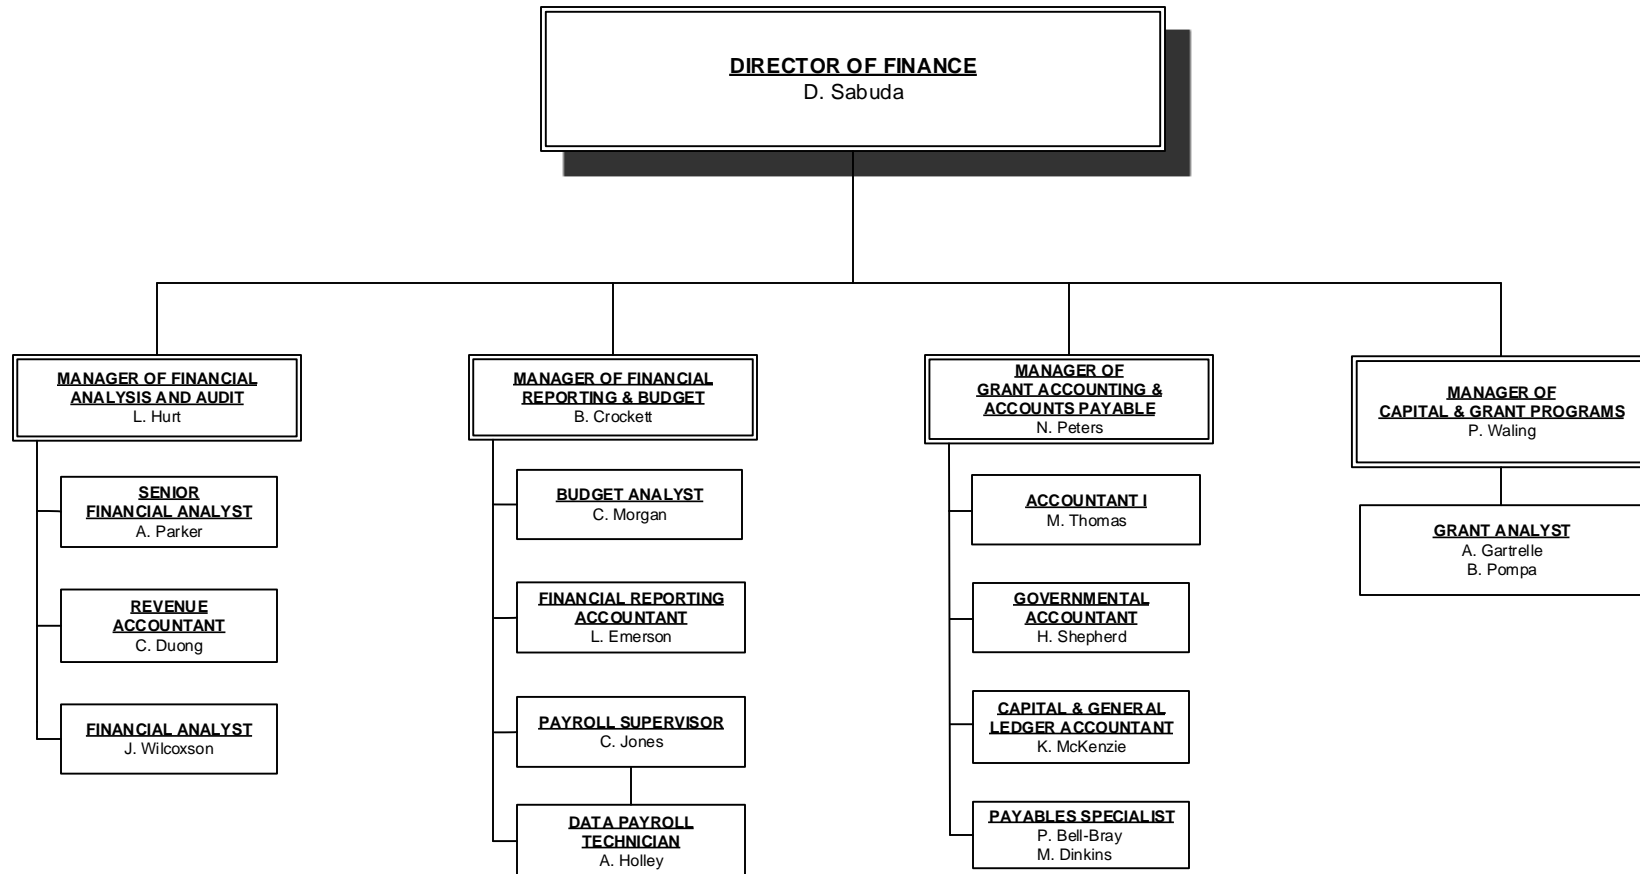 DIRECTOR OF FINANCE
D. Sabuda
MANAGER OF FINANCIAL
ANALYSIS AND AUDIT
L. Hurt
SENIOR
FINANCIAL ANALYST
A. Parker
REVENUE
ACCOUNTANT
C. Duong
FINANCIAL ANALYST
J. Wilcoxson
MANAGER OF FINANCIAL
REPORTING & BUDGET
B. Crockett
BUDGET ANALYST
C. Morgan
FINANCIAL REPORTING
ACCOUNTANT
L. Emerson
PAYROLL SUPERVISOR
C. Jones
DATA PAYROLL
TECHNICIAN
A. Holley
MANAGER OF
GRANT ACCOUNTING &
ACCOUNTS PAYABLE
N. Peters
ACCOUNTANT I
M. Thomas
GOVERNMENTAL
ACCOUNTANT
H. Shepherd
CAPITAL & GENERAL
LEDGER ACCOUNTANT
K. McKenzie
PAYABLES SPECIALIST
P. Bell-Bray
M. Dinkins
MANAGER OF
CAPITAL & GRANT PROGRAMS
P. Waling
GRANT ANALYST
A. Gartrelle
B. Pompa